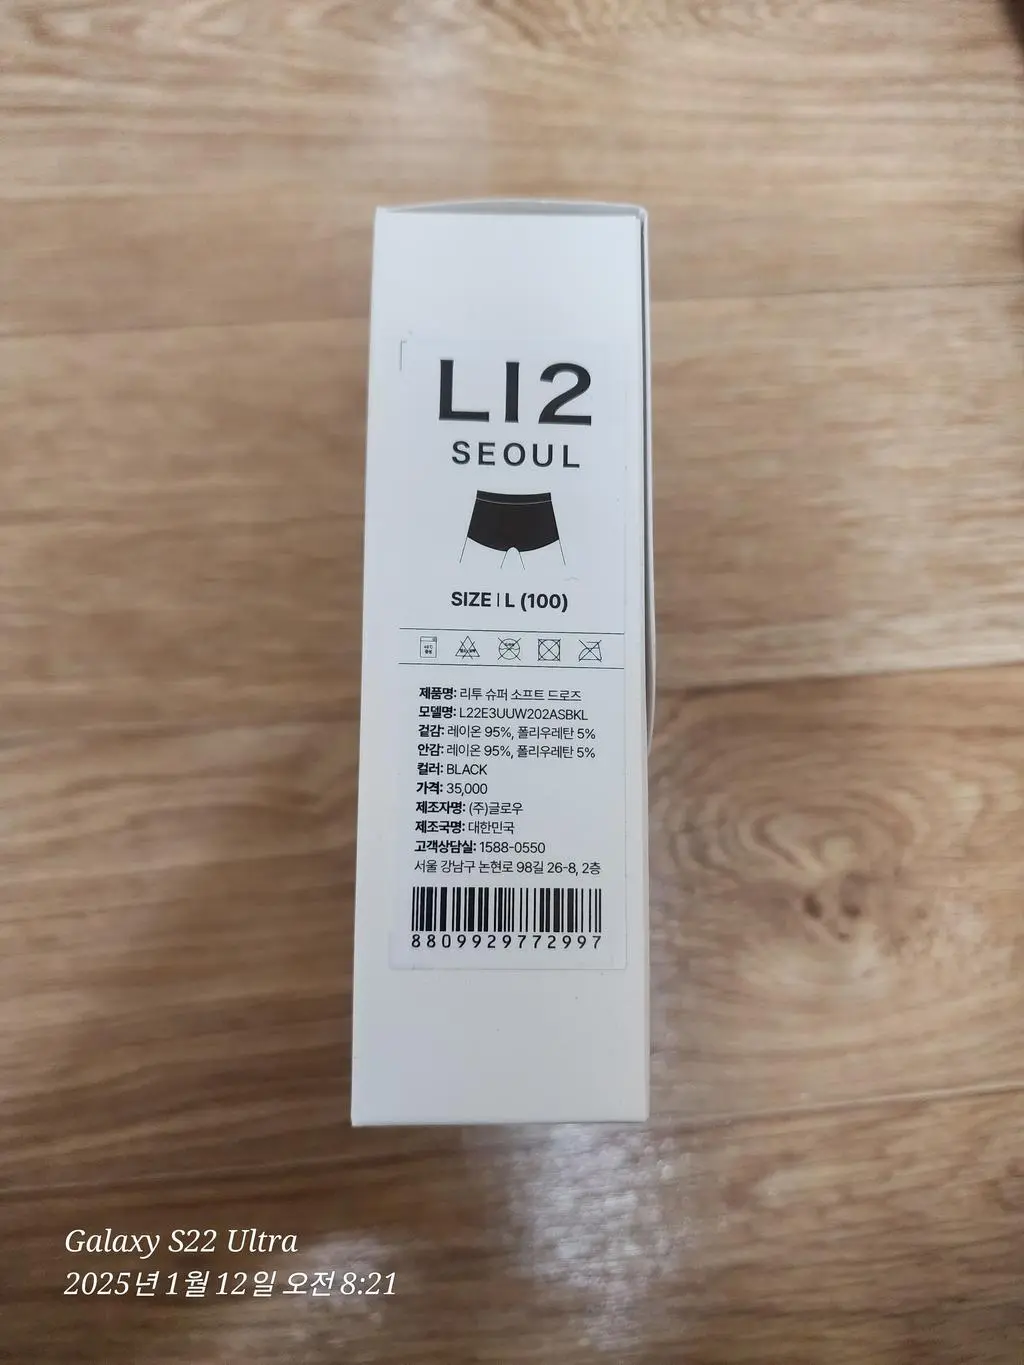 LI2
SEOUL
SIZE | L (100)
제품명: 리투 슈퍼 소프트 드로즈
모델명: L22E3UUW202ASBKL
겉감: 레이온 95%, 폴리우레탄 5%
안감: 레이온 95%, 폴리우레탄 5%
컬러: BLACK
가격: 35,000
제조자명: (주)글로우
제조국명: 대한민국
고객상담실: 1588-0550
서울 강남구 논현로 98길 26-8, 2층
8809929772997
Galaxy S22 Ultra
2025년 1월 12일 오전 8:21